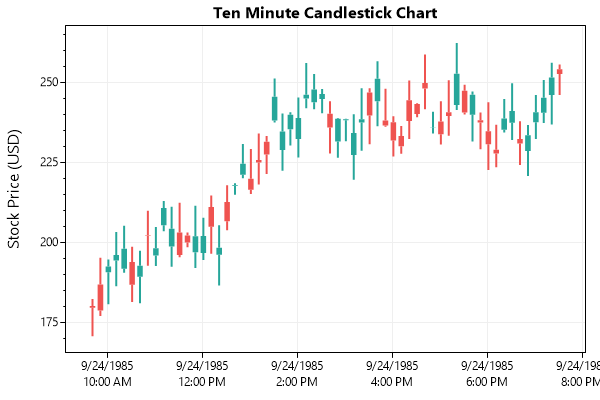 Ten Minute Candlestick Chart
Stock Price (USD)
250
225
200
175
9/24/1985 9/24/1985 9/24/1985 9/24/1985 9/24/1985 9/24/198
10:00 AM 12:00 PM 2:00 PM 4:00 PM 6:00 PM 8:00 PM